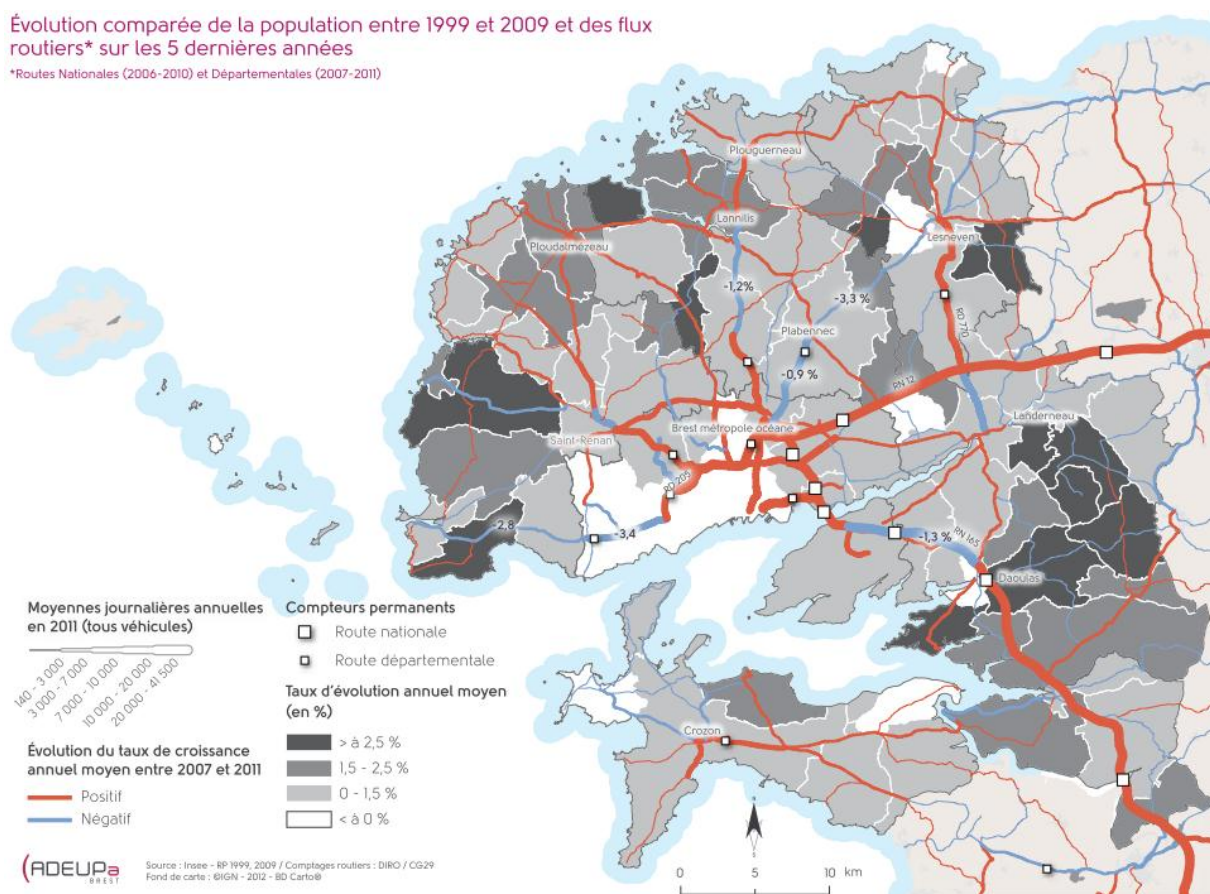 Évolution comparée de la population entre 1999 et 2009 et des flux
routiers* sur les 5 dernières années
*Routes Nationales (2006-2010) et Départementales (2007-2011)
Plouguerneau
Lannilis
Ploudalmézeau
Lesneven
-1,2%
-3,3 %
RD 770
Plabennec
-0,9 %
RN 12
Landerneau
Brest métropole océane
Saint-Renan
RD 205
-2,8
-3,4
-1,3 %
RN 165
Daoulas
Crozon
Moyennes journalières annuelles
en 2011 (tous véhicules)
140 - 3 000
3 000 - 7 000
7 000 - 10 000
10 000 - 20 000
20 000 - 41 500
Évolution du taux de croissance
annuel moyen entre 2007 et 2011
Positif
Négatif
Compteurs permanents
Route nationale
Route départementale
Taux d'évolution annuel moyen
(en %)
> à 2,5 %
1,5 - 2,5 %
0 - 1,5 %
< à 0 %
ADEUPa
BREST
Source : Insee - RP 1999, 2009 / Comptages routiers : DIRO / CG29
Fond de carte : ©IGN - 2012 - BD Carto®
0 5 10 km